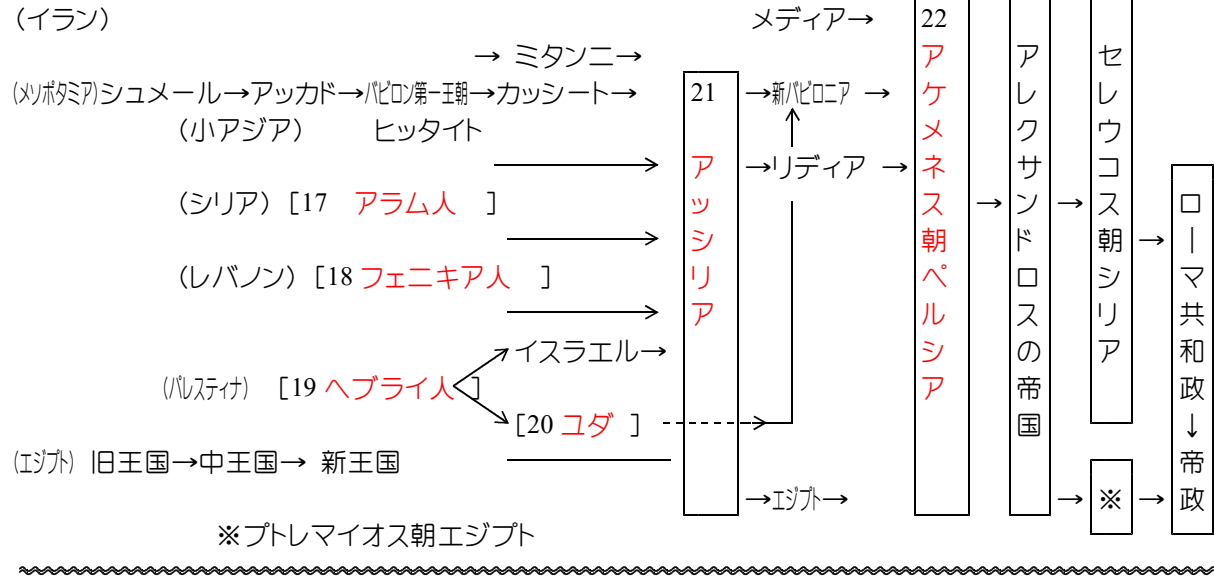 (イラン) メディア→ 22
→ ミタンニ→
(メソポタミア)シュメール→アッカド→バビロン第一王朝→カッシート→ 21 →新バビロニア →
(小アジア) ヒッタイト
→リディア →
(シリア) [17 アラム人 ]
(レバノン) [18 フェニキア人 ]
イスラエル→
(パレスティナ) [19 ヘブライ人 ]
[20 ユダ ]
(エジプト) 旧王国→中王国→ 新王国
→エジプト→
アッシリア
アケメネス朝ペルシア
→
アレクサンドロスの帝国
→
セレウコス朝シリア
→
→ ※ →
ローマ共和政→帝政
※プトレマイオス朝エジプト